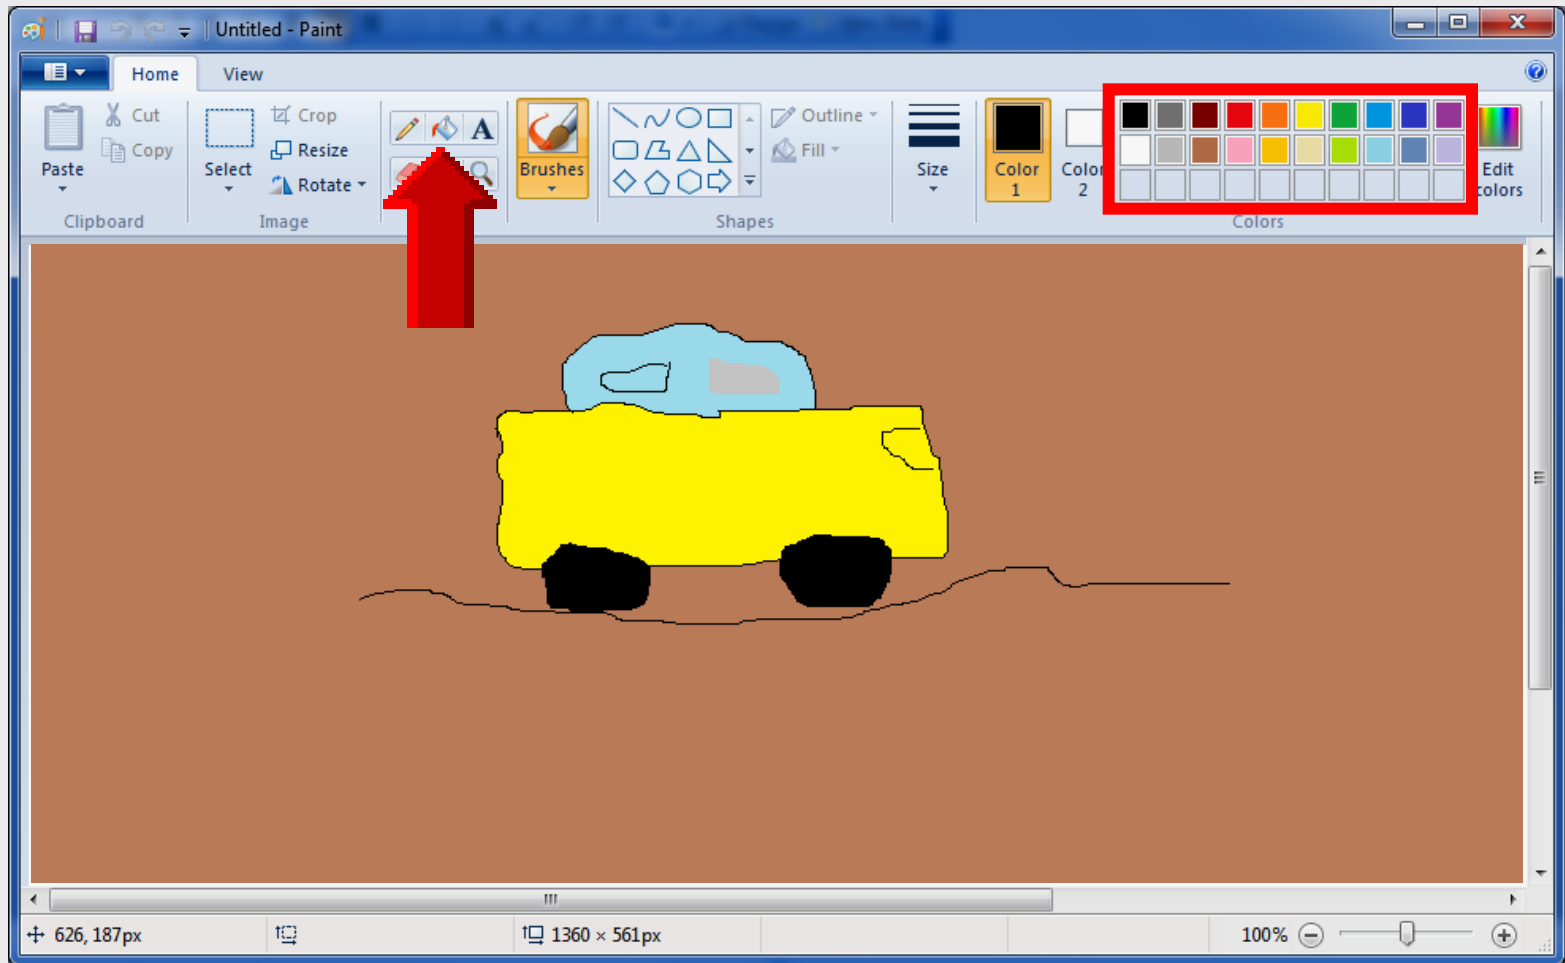 Untitled - Paint
Home View
Cut
Copy
Paste
Clipboard
Select
Crop
Resize
Rotate
Image
A
Brushes
Outline
Fill
Shapes
Size
Color
1
Color
2
Edit
colors
Colors
626, 187px
1360 × 561px
100%